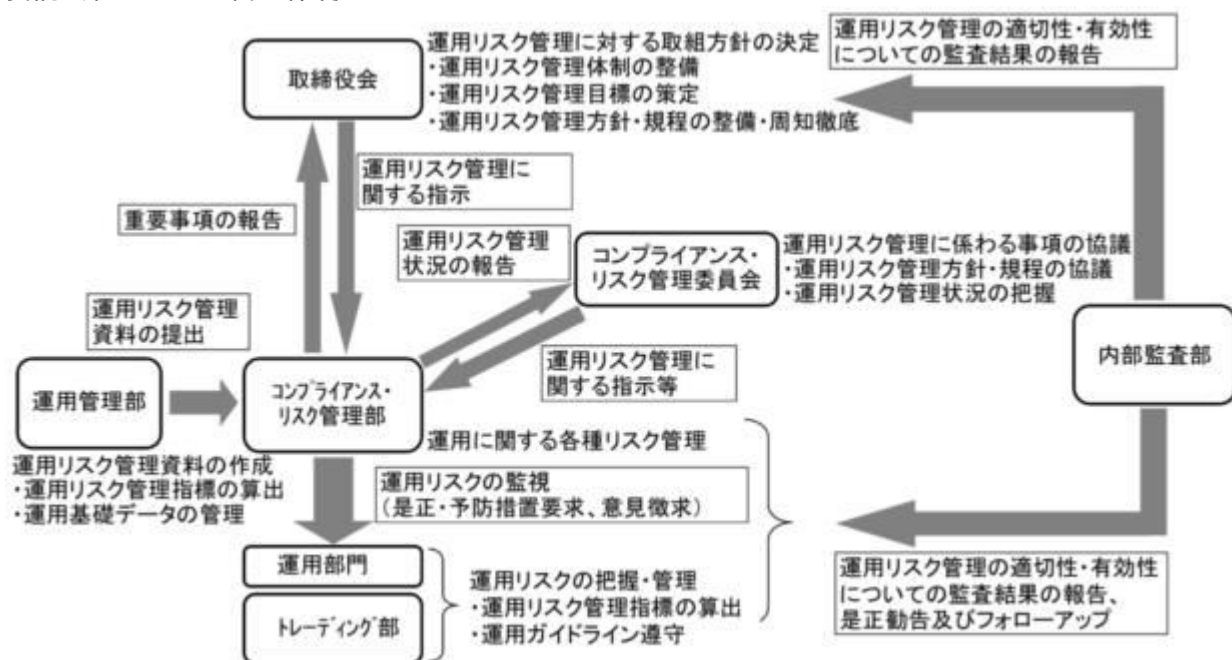 取締役会
運用リスク管理に対する取組方針の決定
・運用リスク管理体制の整備
・運用リスク管理目標の策定
・運用リスク管理方針・規程の整備・周知徹底
運用リスク管理の適切性・有効性
についての監査結果の報告
運用リスク管理に
関する指示
重要事項の報告
運用リスク管理
状況の報告
コンプライアンス・
リスク管理委員会
運用リスク管理に係わる事項の協議
・運用リスク管理方針・規程の協議
・運用リスク管理状況の把握
運用リスク管理
資料の提出
運用リスク管理に
関する指示等
内部監査部
運用管理部
コンプライアンス・
リスク管理部
運用に関する各種リスク管理
運用リスク管理資料の作成
・運用リスク管理指標の算出
・運用基礎データの管理
運用リスクの監視
(是正・予防措置要求、意見徴求)
運用部門
トレーディング部
運用リスクの把握・管理
・運用リスク管理指標の算出
・運用ガイドライン遵守
運用リスク管理の適切性・有効性
についての監査結果の報告、
是正勧告及びフォローアップ